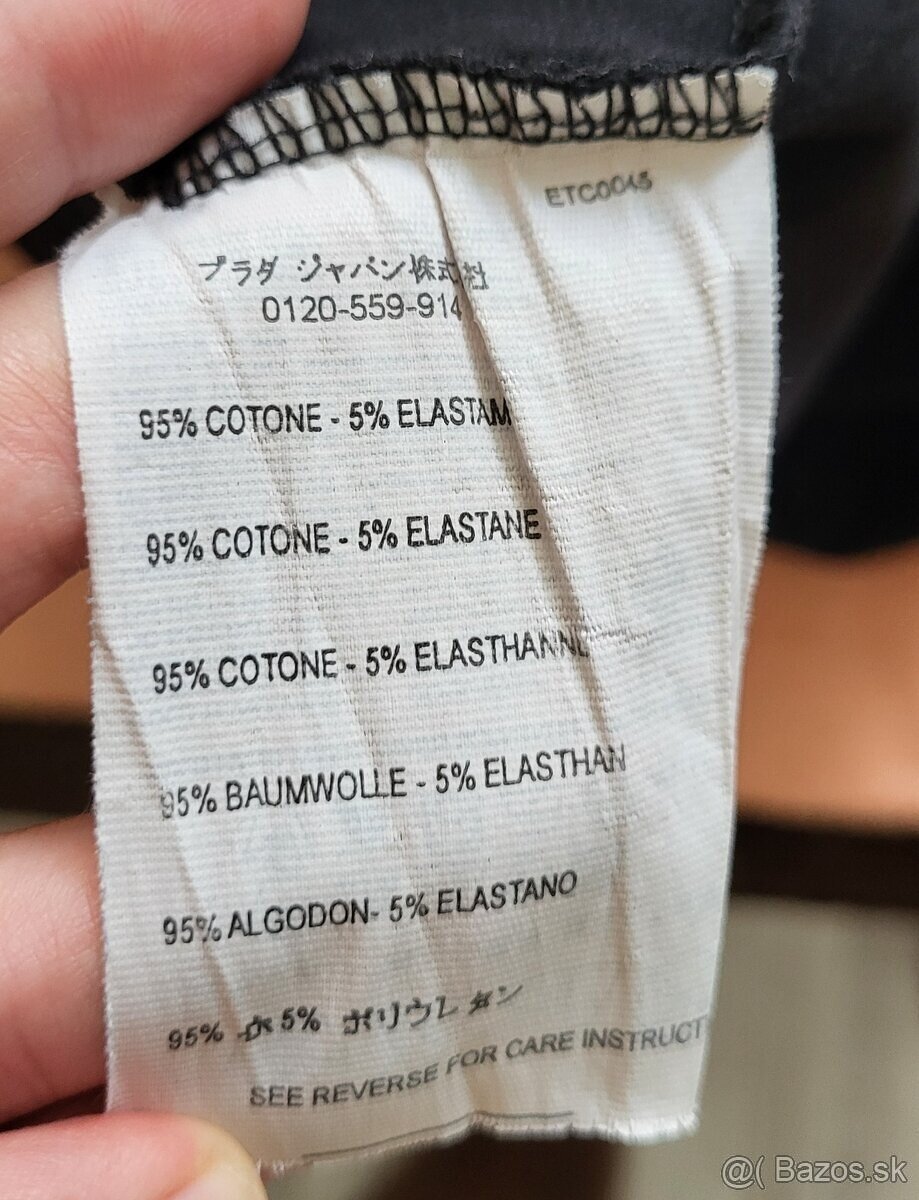 ETC0045
プラダ ジャパン株式社
0120-559-914
95% COTONE - 5% ELASTAM
95% COTONE - 5% ELASTANE
95% COTONE - 5% ELASTHANNE
95% BAUMWOLLE - 5% ELASTHAN
95% ALGODON- 5% ELASTANO
95% 5% ポリウレタン
SEE REVERSE FOR CARE INSTRUCT
@( Bazos.sk